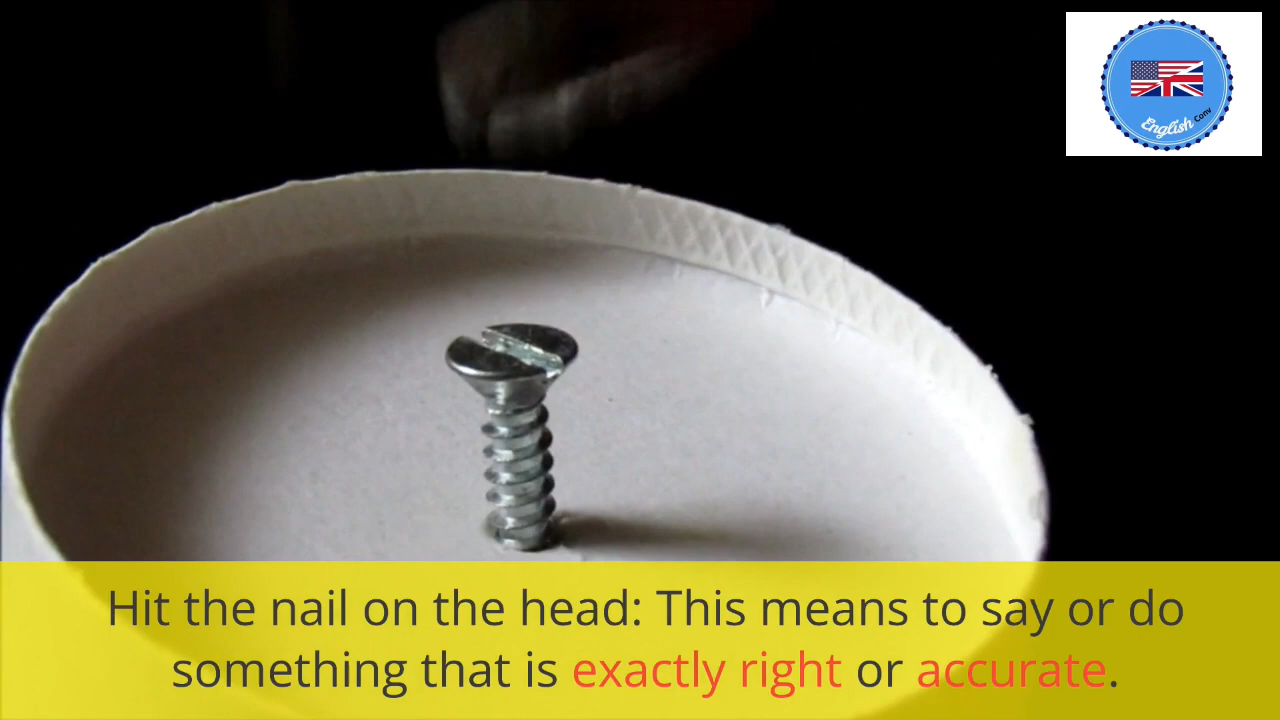 English Conv
Hit the nail on the head: This means to say or do
something that is exactly right or accurate.